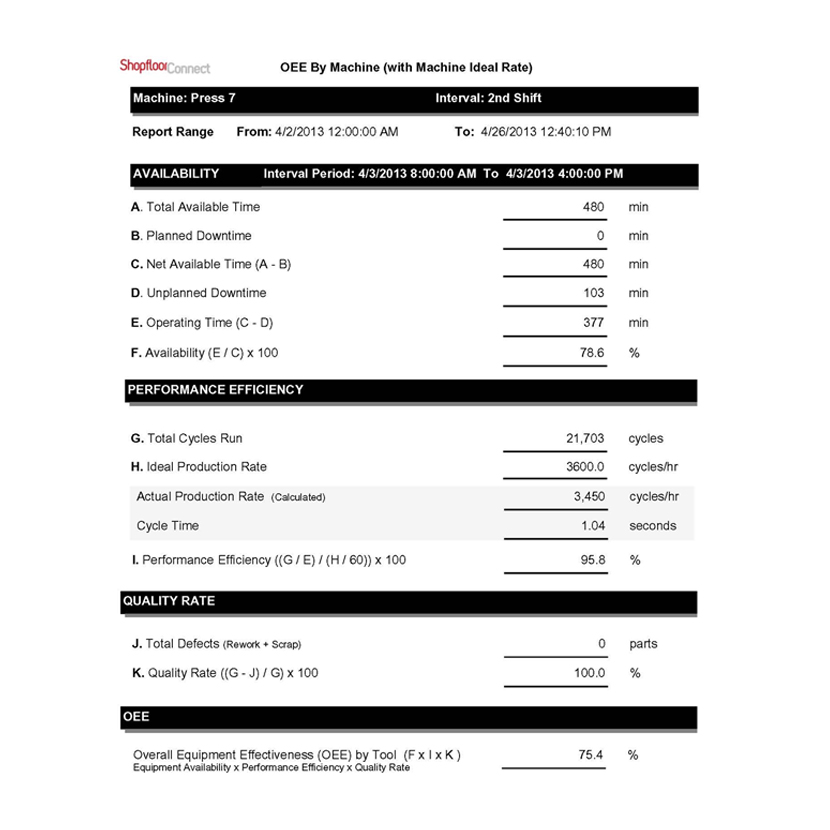 ShopfloorConnect OEE By Machine (with Machine Ideal Rate)
Machine: Press 7 Interval: 2nd Shift
Report Range From: 4/2/2013 12:00:00 AM To: 4/26/2013 12:40:10 PM
AVAILABILITY Interval Period: 4/3/2013 8:00:00 AM To 4/3/2013 4:00:00 PM
A. Total Available Time 480 min
B. Planned Downtime 0 min
C. Net Available Time (A - B) 480 min
D. Unplanned Downtime 103 min
E. Operating Time (C - D) 377 min
F. Availability (E / C) x 100 78.6 %
PERFORMANCE EFFICIENCY
G. Total Cycles Run 21,703 cycles
H. Ideal Production Rate 3600.0 cycles/hr
Actual Production Rate (Calculated) 3,450 cycles/hr
Cycle Time 1.04 seconds
I. Performance Efficiency ((G / E) / (H / 60)) x 100 95.8 %
QUALITY RATE
J. Total Defects (Rework + Scrap) 0 parts
K. Quality Rate ((G - J) / G) x 100 100.0 %
OEE
Overall Equipment Effectiveness (OEE) by Tool (F x I x K ) 75.4 %
Equipment Availability x Performance Efficiency x Quality Rate